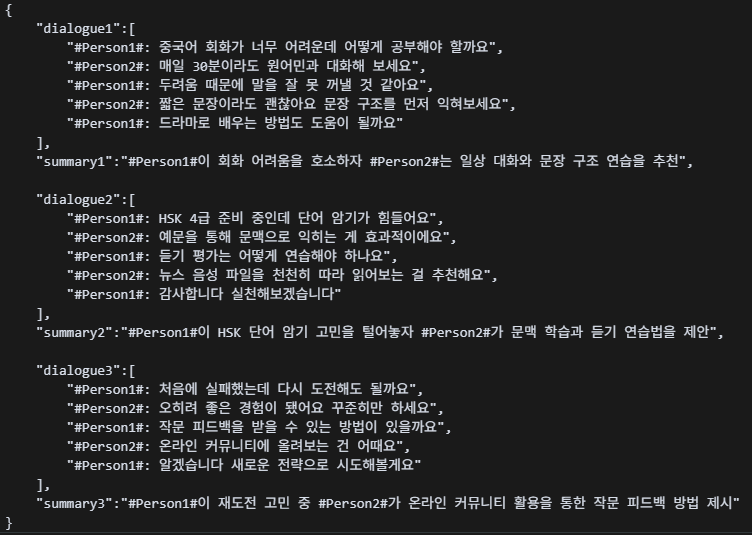 {
"dialogue1":[
"#Person1#: 중국어 회화가 너무 어려운데 어떻게 공부해야 할까요",
"#Person2#: 매일 30분이라도 원어민과 대화해 보세요",
"#Person1#: 두려움 때문에 말을 잘 못 꺼낼 것 같아요",
"#Person2#: 짧은 문장이라도 괜찮아요 문장 구조를 먼저 익혀보세요",
"#Person1#: 드라마로 배우는 방법도 도움이 될까요"
],
"summary1":"#Person1#이 회화 어려움을 호소하자 #Person2#는 일상 대화와 문장 구조 연습을 추천",
"dialogue2":[
"#Person1#: HSK 4급 준비 중인데 단어 암기가 힘들어요",
"#Person2#: 예문을 통해 문맥으로 익히는 게 효과적이에요",
"#Person1#: 듣기 평가는 어떻게 연습해야 하나요",
"#Person2#: 뉴스 음성 파일을 천천히 따라 읽어보는 걸 추천해요",
"#Person1#: 감사합니다 실천해보겠습니다"
],
"summary2":"#Person1#이 HSK 단어 암기 고민을 털어놓자 #Person2#가 문맥 학습과 듣기 연습법을 제안",
"dialogue3":[
"#Person1#: 처음에 실패했는데 다시 도전해도 될까요",
"#Person2#: 오히려 좋은 경험이 됐어요 꾸준히만 하세요",
"#Person1#: 작문 피드백을 받을 수 있는 방법이 있을까요",
"#Person2#: 온라인 커뮤니티에 올려보는 건 어때요",
"#Person1#: 알겠습니다 새로운 전략으로 시도해볼게요"
],
"summary3":"#Person1#이 재도전 고민 중 #Person2#가 온라인 커뮤니티 활용을 통한 작문 피드백 방법 제시"
}